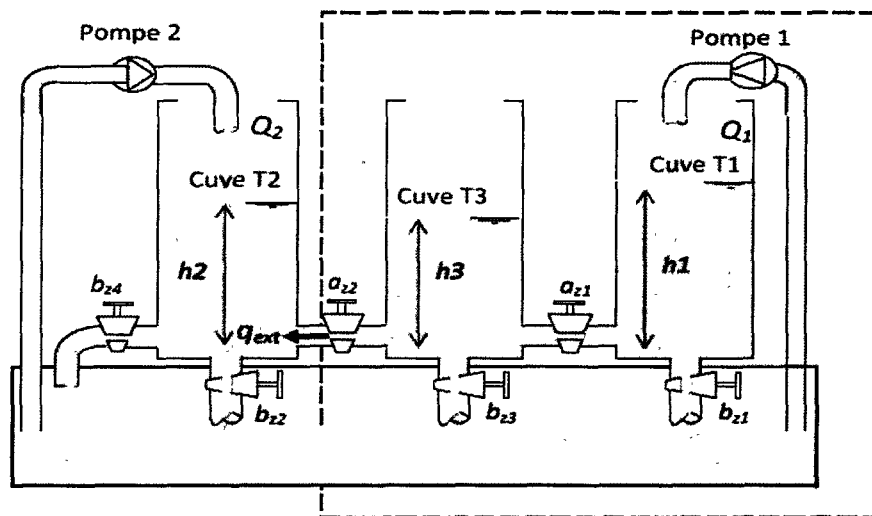 Pompe 2
Pompe 1
Q2
Q1
Cuve T2
Cuve T3
Cuve T1
h2
h3
h1
bz4
az2
az1
qext
bz2
bz3
bz1